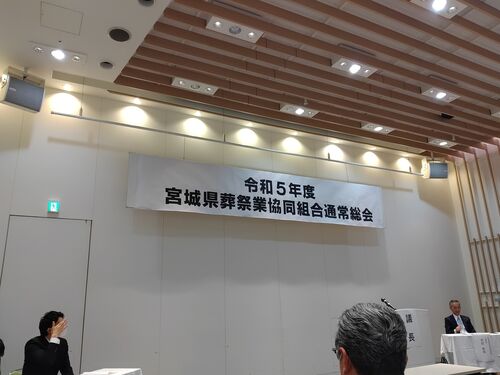 令和5年度
宮城県葬祭業協同組合通常総会
議
長